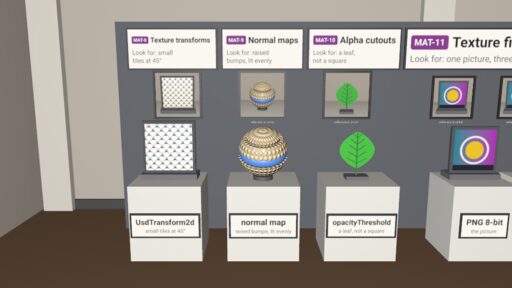 MAT-8 Texture transforms
Look for: small
tiles at 45°
MAT-9 Normal maps
Look for: raised
bumps, lit evenly
MAT-10 Alpha cutouts
Look for: a leaf,
not a square
MAT-11 Texture fi
Look for: one picture, three
UsdTransform2d
small tiles at 45°
normal map
raised bumps, lit evenly
opacityThreshold
a leaf, not a square
PNG 8-bit
the picture